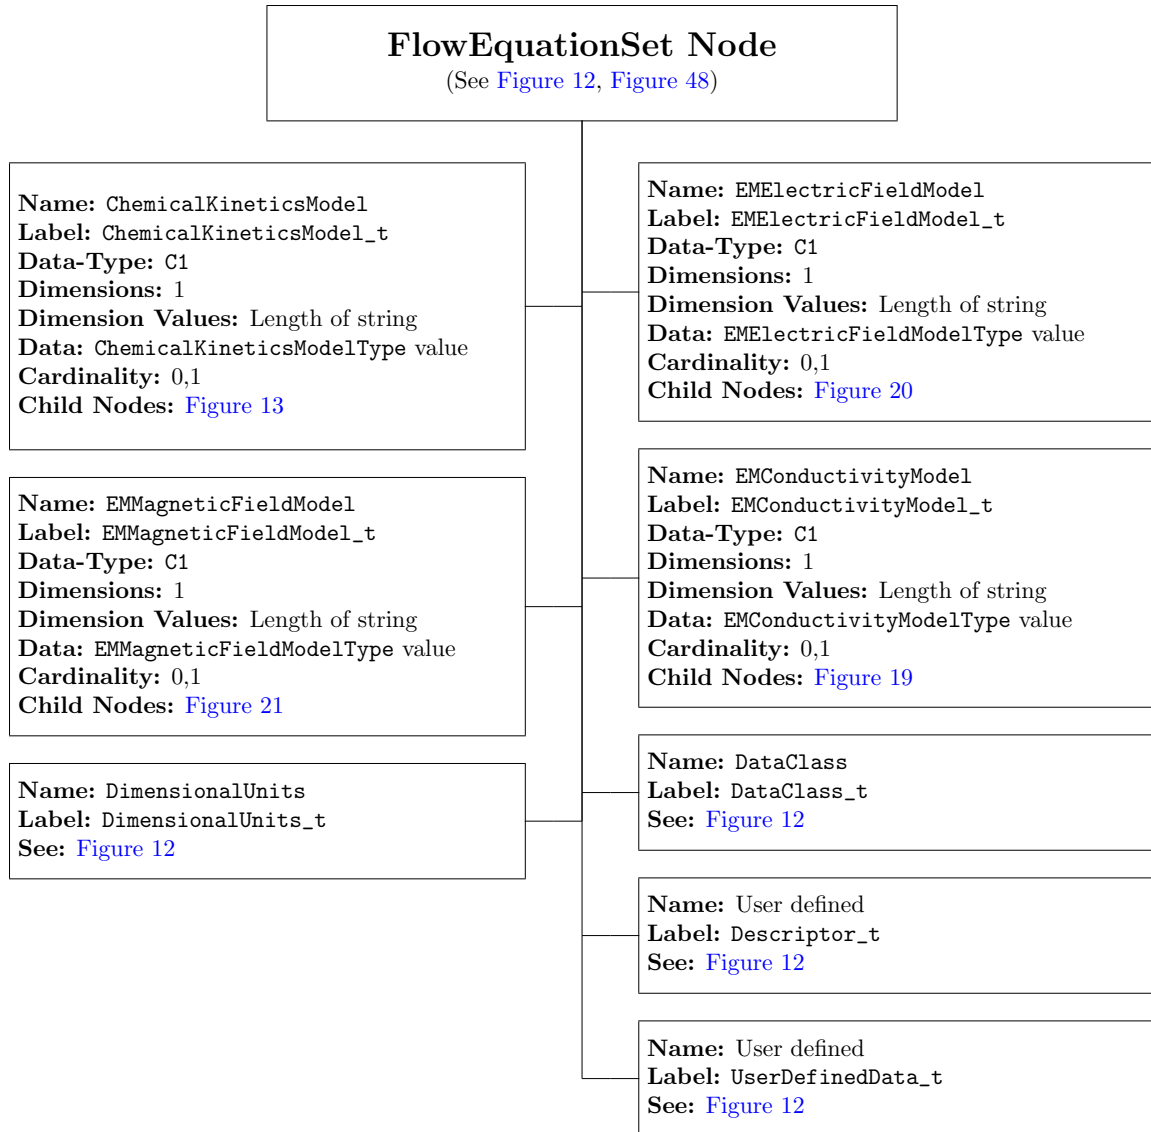 FlowEquationSet Node
(See Figure 12, Figure 48)
Name: ChemicalKineticsModel
Label: ChemicalKineticsModel_t
Data-Type: C1
Dimensions: 1
Dimension Values: Length of string
Data: ChemicalKineticsModelType value
Cardinality: 0,1
Child Nodes: Figure 13
Name: EMElectricFieldModel
Label: EMElectricFieldModel_t
Data-Type: C1
Dimensions: 1
Dimension Values: Length of string
Data: EMElectricFieldModelType value
Cardinality: 0,1
Child Nodes: Figure 20
Name: EMMagneticFieldModel
Label: EMMagneticFieldModel_t
Data-Type: C1
Dimensions: 1
Dimension Values: Length of string
Data: EMMagneticFieldModelType value
Cardinality: 0,1
Child Nodes: Figure 21
Name: EMConductivityModel
Label: EMConductivityModel_t
Data-Type: C1
Dimensions: 1
Dimension Values: Length of string
Data: EMConductivityModelType value
Cardinality: 0,1
Child Nodes: Figure 19
Name: DimensionalUnits
Label: DimensionalUnits_t
See: Figure 12
Name: DataClass
Label: DataClass_t
See: Figure 12
Name: User defined
Label: Descriptor_t
See: Figure 12
Name: User defined
Label: UserDefinedData_t
See: Figure 12